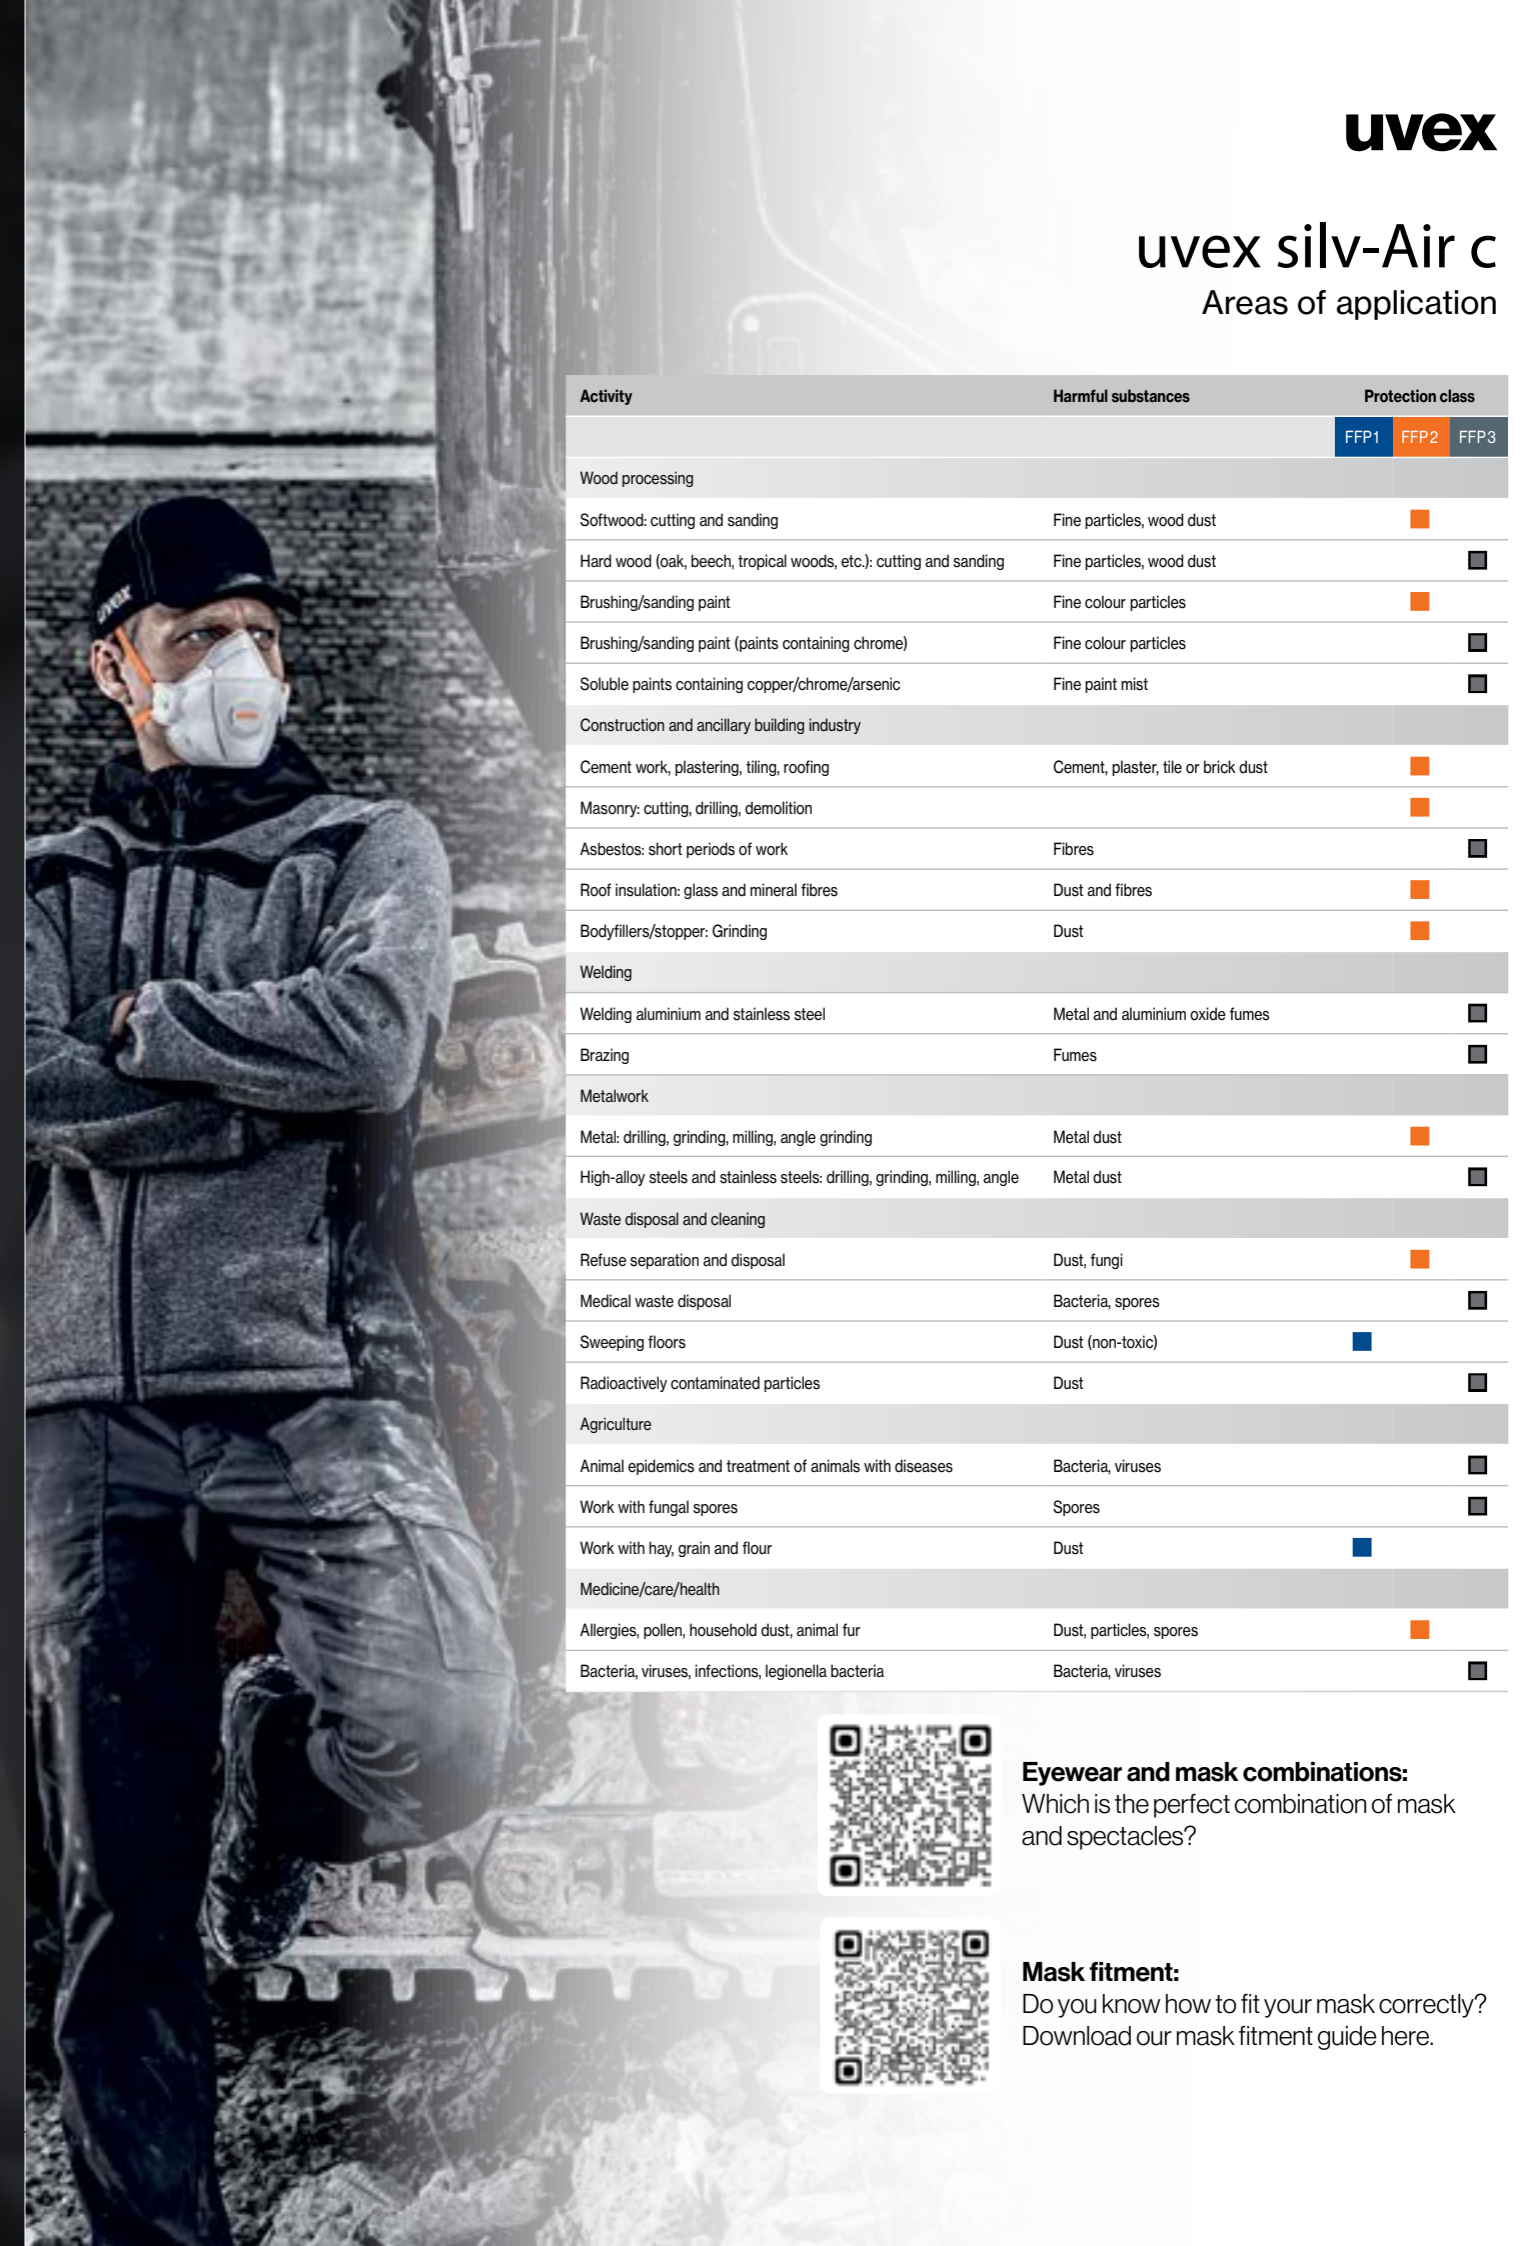 uvex
uvex silv-Air c
Areas of application
Activity Harmful substances Protection class
FFP1 FFP2 FFP3
Wood processing
Softwood: cutting and sanding Fine particles, wood dust
Hard wood (oak, beech, tropical woods, etc.): cutting and sanding Fine particles, wood dust
Brushing/sanding paint Fine colour particles
Brushing/sanding paint (paints containing chrome) Fine colour particles
Soluble paints containing copper/chrome/arsenic Fine paint mist
Construction and ancillary building industry
Cement work, plastering, tiling, roofing Cement, plaster, tile or brick dust
Masonry: cutting, drilling, demolition
Asbestos: short periods of work Fibres
Roof insulation: glass and mineral fibres Dust and fibres
Bodyfillers/stopper: Grinding Dust
Welding
Welding aluminium and stainless steel Metal and aluminium oxide fumes
Brazing Fumes
Metalwork
Metal: drilling, grinding, milling, angle grinding Metal dust
High-alloy steels and stainless steels: drilling, grinding, milling, angle Metal dust
Waste disposal and cleaning
Refuse separation and disposal Dust, fungi
Medical waste disposal Bacteria, spores
Sweeping floors Dust (non-toxic)
Radioactively contaminated particles Dust
Agriculture
Animal epidemics and treatment of animals with diseases Bacteria, viruses
Work with fungal spores Spores
Work with hay, grain and flour Dust
Medicine/care/health
Allergies, pollen, household dust, animal fur Dust, particles, spores
Bacteria, viruses, infections, legionella bacteria Bacteria, viruses
Eyewear and mask combinations:
Which is the perfect combination of mask
and spectacles?
Mask fitment:
Do you know how to fit your mask correctly?
Download our mask fitment guide here.
uvex